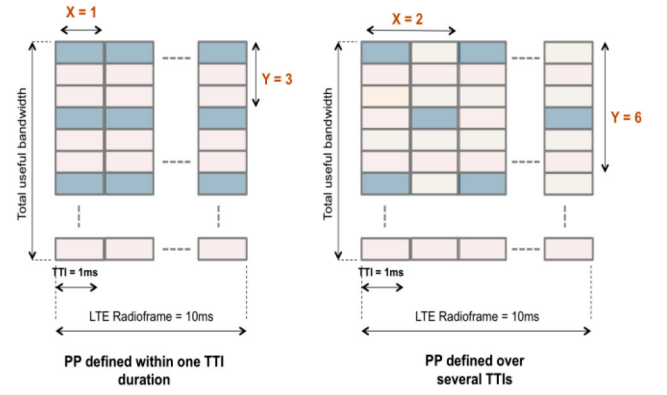 X = 1
Y = 3
Total useful bandwidth
TTI = 1ms
LTE Radioframe = 10ms
PP defined within one TTI
duration
X = 2
Y = 6
Total useful bandwidth
TTI = 1ms
LTE Radioframe = 10ms
PP defined over
several TTIs